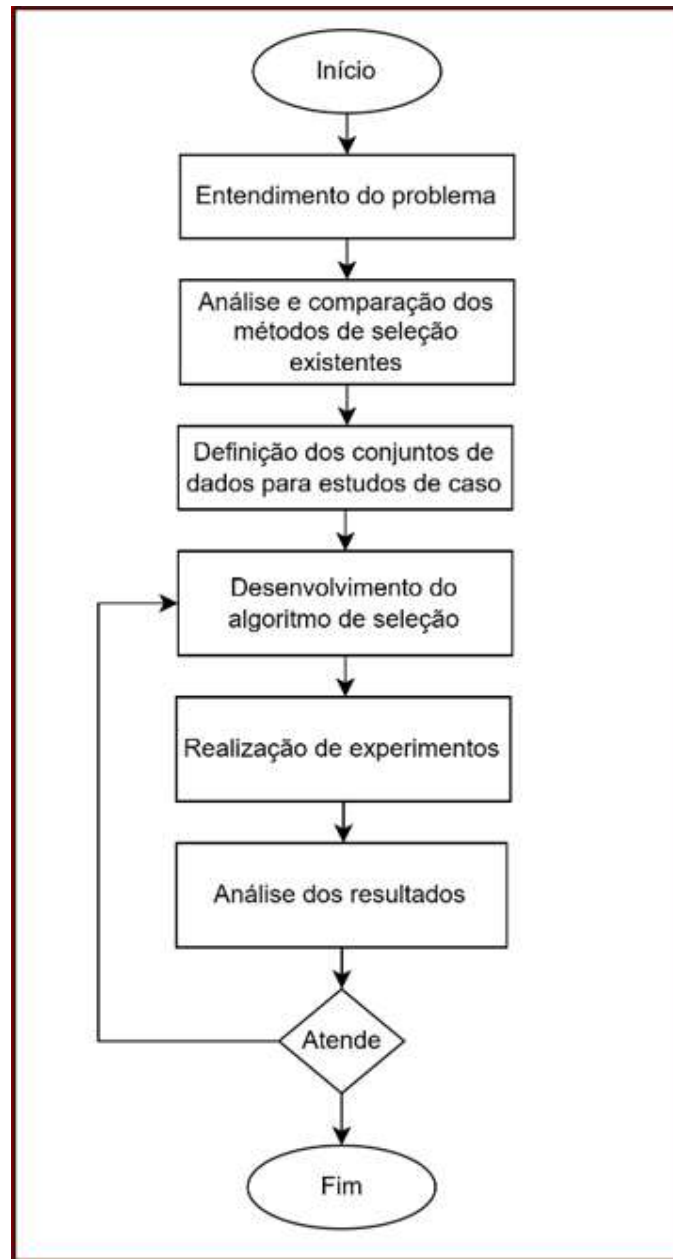 Início
Entendimento do problema
Análise e comparação dos
métodos de seleção
existentes
Definição dos conjuntos de
dados para estudos de caso
Desenvolvimento do
algoritmo de seleção
Realização de experimentos
Análise dos resultados
Atende
Fim